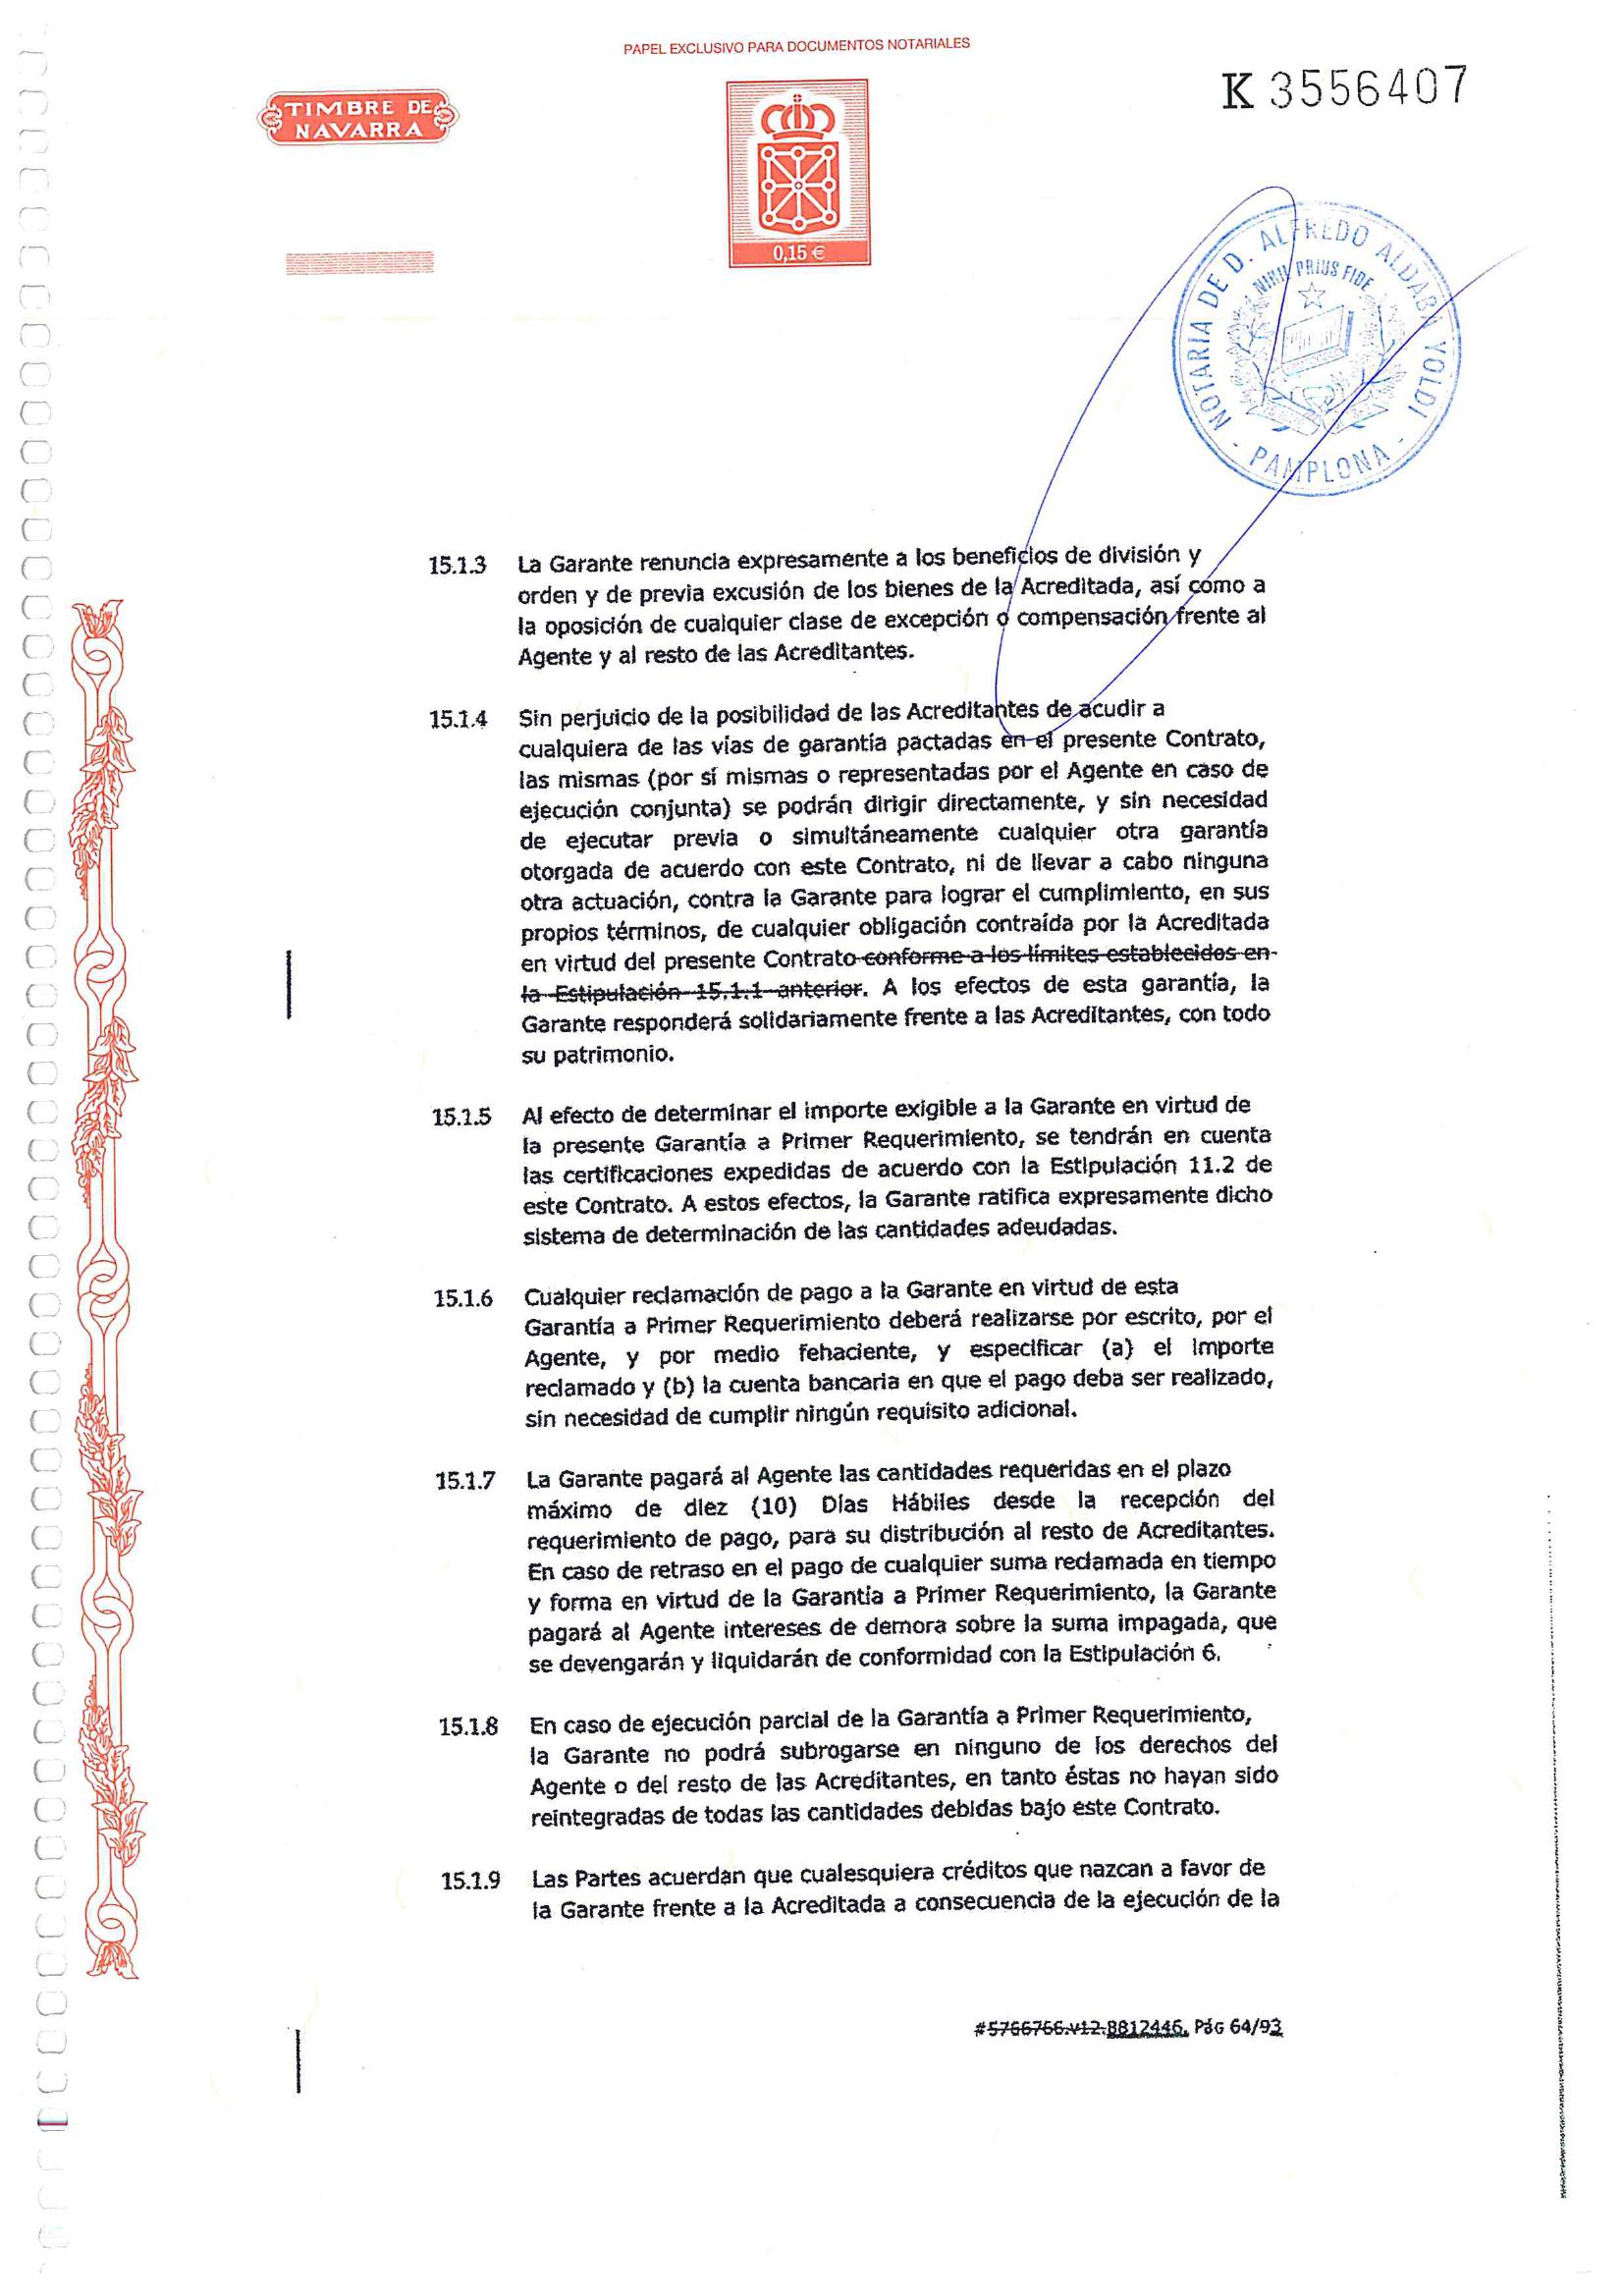 PAPEL EXCLUSIVO PARA DOCUMENTOS NOTARIALES
TIMBRE DE
NAVARRA
0,15 €
K 3556407
NOTARIA DE D. ALFREDO ALDABA YOLDI
- PAMPLONA -
NIHIL PRIUS FIDE
15.1.3 La Garante renuncia expresamente a los beneficios de división y
orden y de previa excusión de los bienes de la Acreditada, así como a
la oposición de cualquier clase de excepción o compensación frente al
Agente y al resto de las Acreditantes.
15.1.4 Sin perjuicio de la posibilidad de las Acreditantes de acudir a
cualquiera de las vías de garantía pactadas en el presente Contrato,
las mismas (por sí mismas o representadas por el Agente en caso de
ejecución conjunta) se podrán dirigir directamente, y sin necesidad
de ejecutar previa o simultáneamente cualquier otra garantía
otorgada de acuerdo con este Contrato, ni de llevar a cabo ninguna
otra actuación, contra la Garante para lograr el cumplimiento, en sus
propios términos, de cualquier obligación contraída por la Acreditada
en virtud del presente Contrato conforme a los límites establecidos en
la Estipulación 15.1.1 anterior. A los efectos de esta garantía, la
Garante responderá solidariamente frente a las Acreditantes, con todo
su patrimonio.
15.1.5 Al efecto de determinar el importe exigible a la Garante en virtud de
la presente Garantía a Primer Requerimiento, se tendrán en cuenta
las certificaciones expedidas de acuerdo con la Estipulación 11.2 de
este Contrato. A estos efectos, la Garante ratifica expresamente dicho
sistema de determinación de las cantidades adeudadas.
15.1.6 Cualquier reclamación de pago a la Garante en virtud de esta
Garantía a Primer Requerimiento deberá realizarse por escrito, por el
Agente, y por medio fehaciente, y especificar (a) el importe
reclamado y (b) la cuenta bancaria en que el pago deba ser realizado,
sin necesidad de cumplir ningún requisito adicional.
15.1.7 La Garante pagará al Agente las cantidades requeridas en el plazo
máximo de diez (10) Días Hábiles desde la recepción del
requerimiento de pago, para su distribución al resto de Acreditantes.
En caso de retraso en el pago de cualquier suma reclamada en tiempo
y forma en virtud de la Garantía a Primer Requerimiento, la Garante
pagará al Agente intereses de demora sobre la suma impagada, que
se devengarán y liquidarán de conformidad con la Estipulación 6.
15.1.8 En caso de ejecución parcial de la Garantía a Primer Requerimiento,
la Garante no podrá subrogarse en ninguno de los derechos del
Agente o del resto de las Acreditantes, en tanto éstas no hayan sido
reintegradas de todas las cantidades debidas bajo este Contrato.
15.1.9 Las Partes acuerdan que cualesquiera créditos que nazcan a favor de
la Garante frente a la Acreditada a consecuencia de la ejecución de la
#5766766.v12.8812446. PáG 64/93